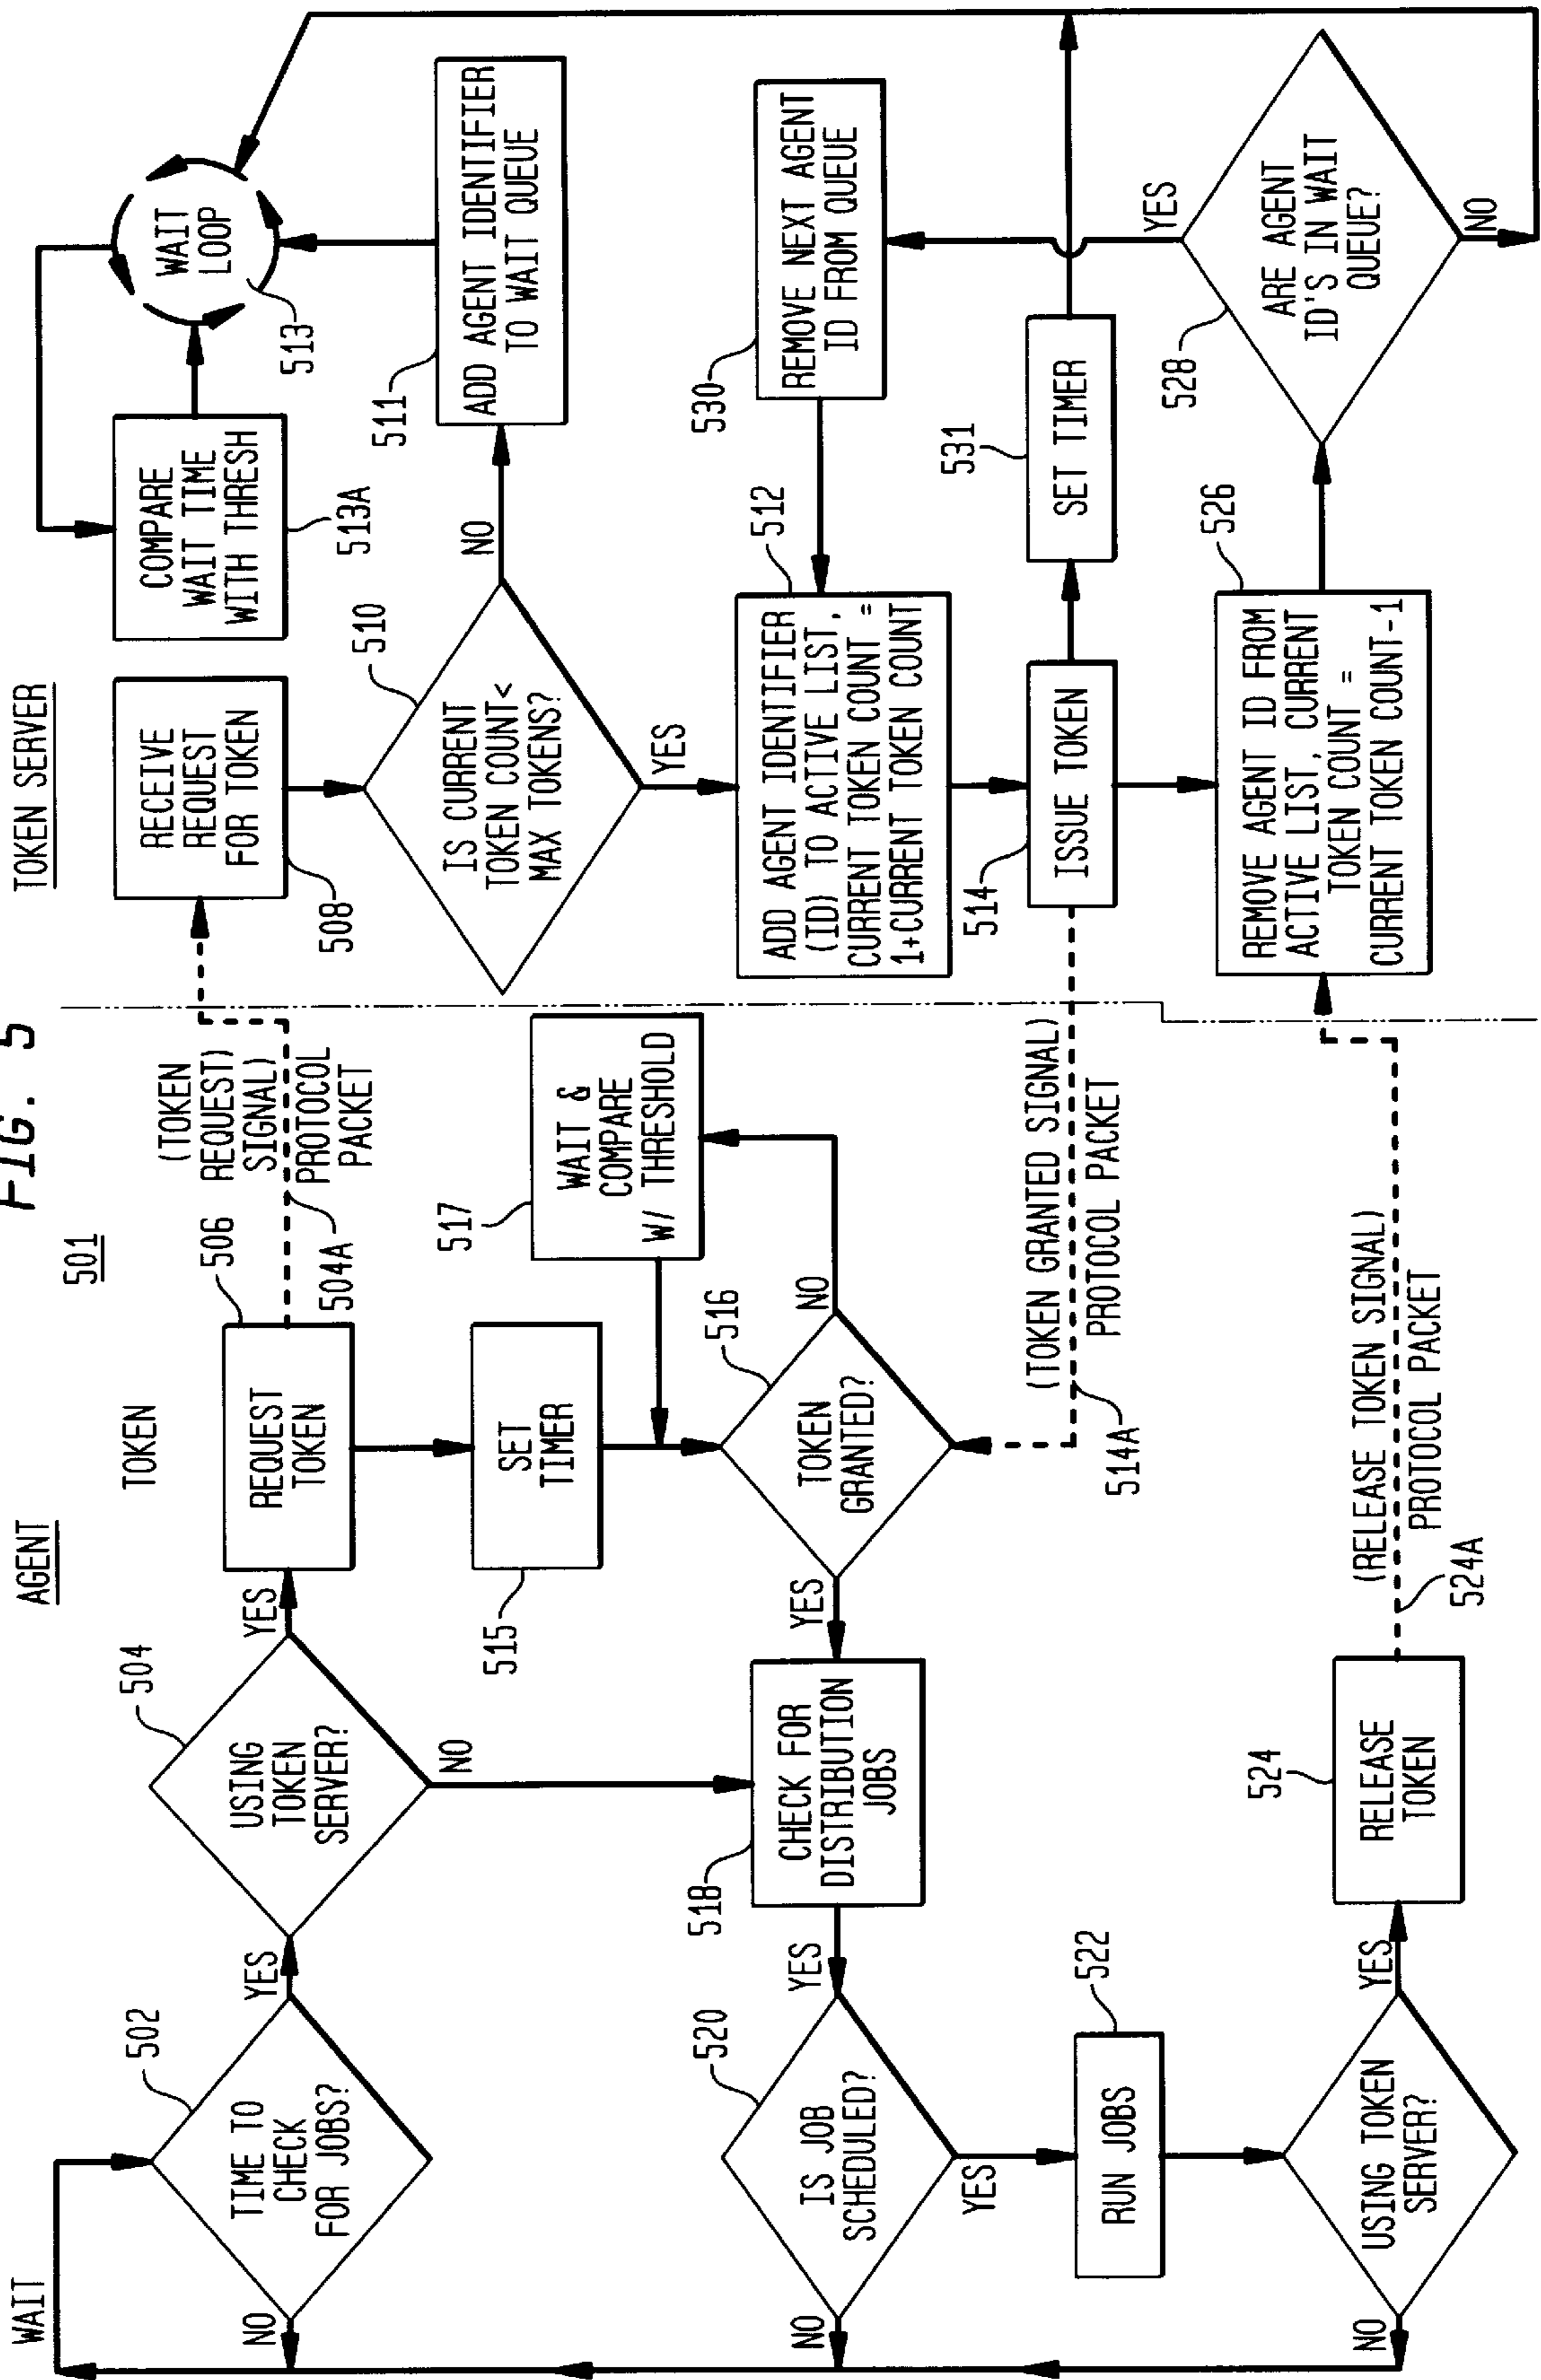 FIG. 5
501
AGENT
TOKEN
TOKEN SERVER
WAIT
TIME TO
CHECK
FOR JOBS?
502
NO
YES
USING
TOKEN
SERVER?
504
YES
NO
REQUEST
TOKEN
506
(TOKEN
REQUEST)
SIGNAL)
PROTOCOL
PACKET
504A
SET
TIMER
515
TOKEN
GRANTED?
516
NO
YES
WAIT &
COMPARE
W/ THRESHOLD
517
CHECK FOR
DISTRIBUTION
JOBS
518
YES
IS JOB
SCHEDULED?
520
NO
YES
RUN JOBS
522
USING TOKEN
SERVER?
NO
YES
RELEASE
TOKEN
524
(RELEASE TOKEN SIGNAL)
PROTOCOL PACKET
524A
(TOKEN GRANTED SIGNAL)
PROTOCOL PACKET
514A
RECEIVE
REQUEST
FOR TOKEN
508
IS CURRENT
TOKEN COUNT<
MAX TOKENS?
510
NO
YES
ADD AGENT IDENTIFIER
TO WAIT QUEUE
511
WAIT
LOOP
513
COMPARE
WAIT TIME
WITH THRESH
513A
ADD AGENT IDENTIFIER
(ID) TO ACTIVE LIST,
CURRENT TOKEN COUNT =
1+CURRENT TOKEN COUNT
512
REMOVE NEXT AGENT
ID FROM QUEUE
530
ISSUE TOKEN
514
SET TIMER
531
REMOVE AGENT ID FROM
ACTIVE LIST, CURRENT
TOKEN COUNT =
CURRENT TOKEN COUNT-1
526
ARE AGENT
ID'S IN WAIT
QUEUE?
528
YES
NO